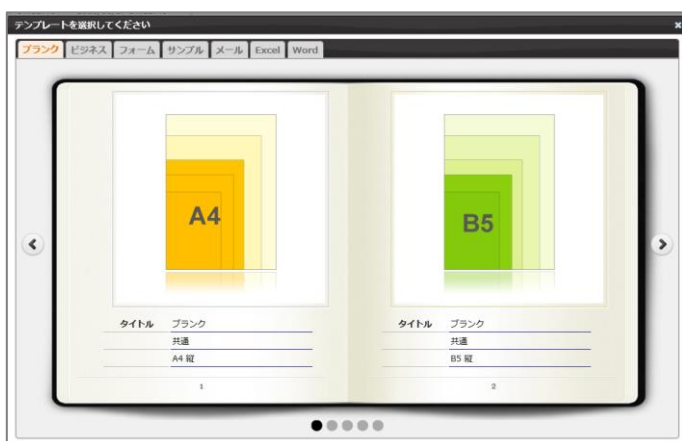 テンプレートを選択してください
ブランク ビジネス フォーム サンプル メール Excel Word
A4
タイトル ブランク
共通
A4 縦
1
B5
タイトル ブランク
共通
B5 縦
2